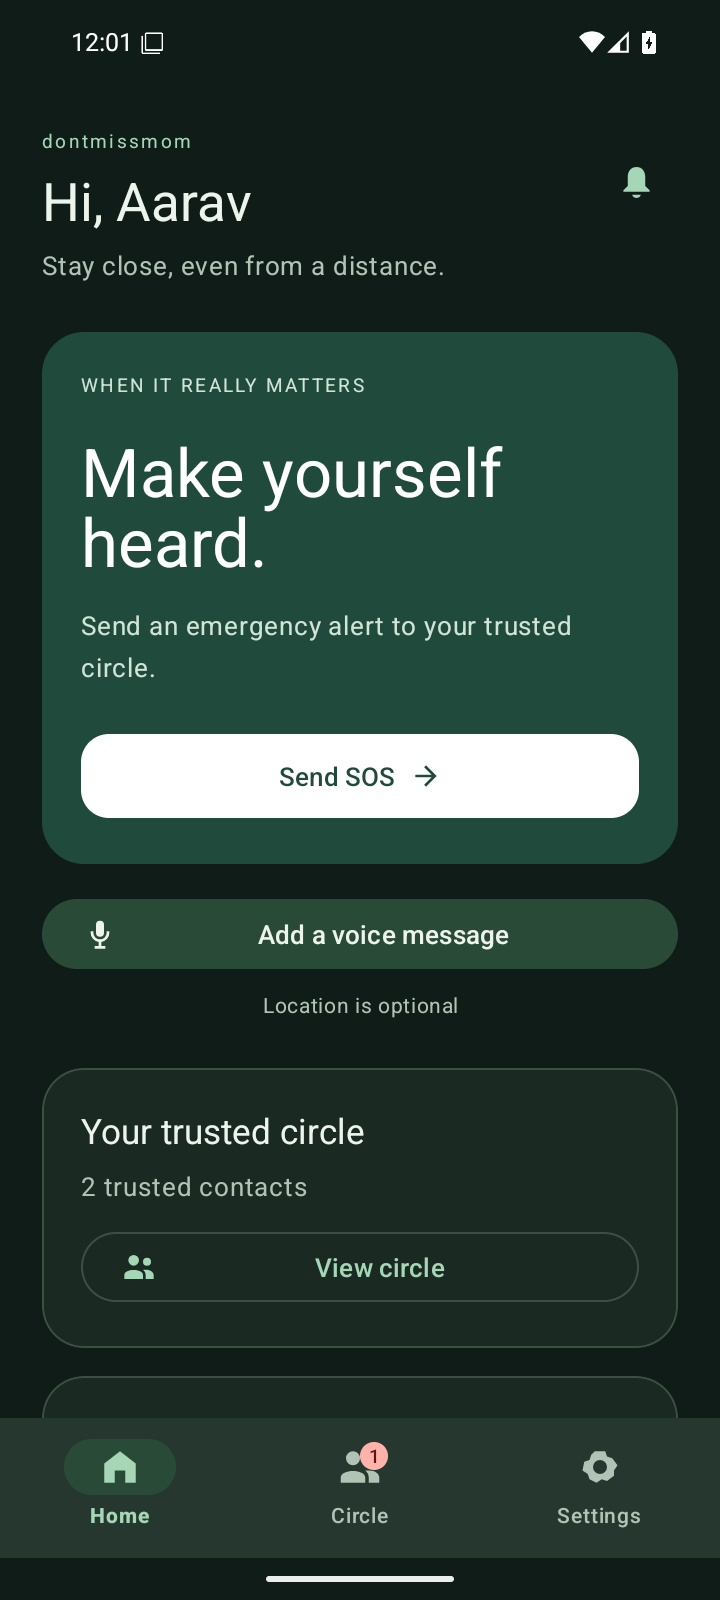 12:01
dontmissmom
Hi, Aarav
Stay close, even from a distance.
WHEN IT REALLY MATTERS
Make yourself
heard.
Send an emergency alert to your trusted
circle.
Send SOS
Add a voice message
Location is optional
Your trusted circle
2 trusted contacts
View circle
1
Home
Circle
Settings